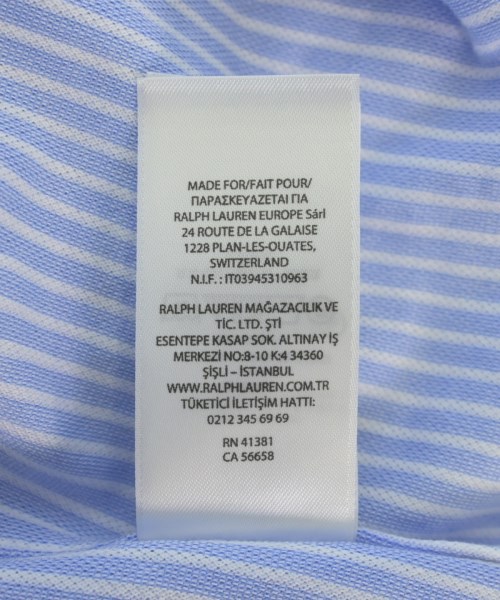 MADE FOR/FAIT POUR/
ΠΑΡΑΣΚΕΥΑΖΕΤΑΙ ΓΙΑ
RALPH LAUREN EUROPE Sárl
24 ROUTE DE LA GALAISE
1228 PLAN-LES-OUATES,
SWITZERLAND
N.I.F. : IT03945310963
RALPH LAUREN MAĞAZACILIK VE
TİC. LTD. ŞTİ
ESENTEPE KASAP SOK. ALTINAY İŞ
MERKEZİ NO:8-10 K:4 34360
ŞİŞLİ – İSTANBUL
WWW.RALPHLAUREN.COM.TR
TÜKETİCİ İLETİŞİM HATTI:
0212 345 69 69
RN 41381
CA 56658